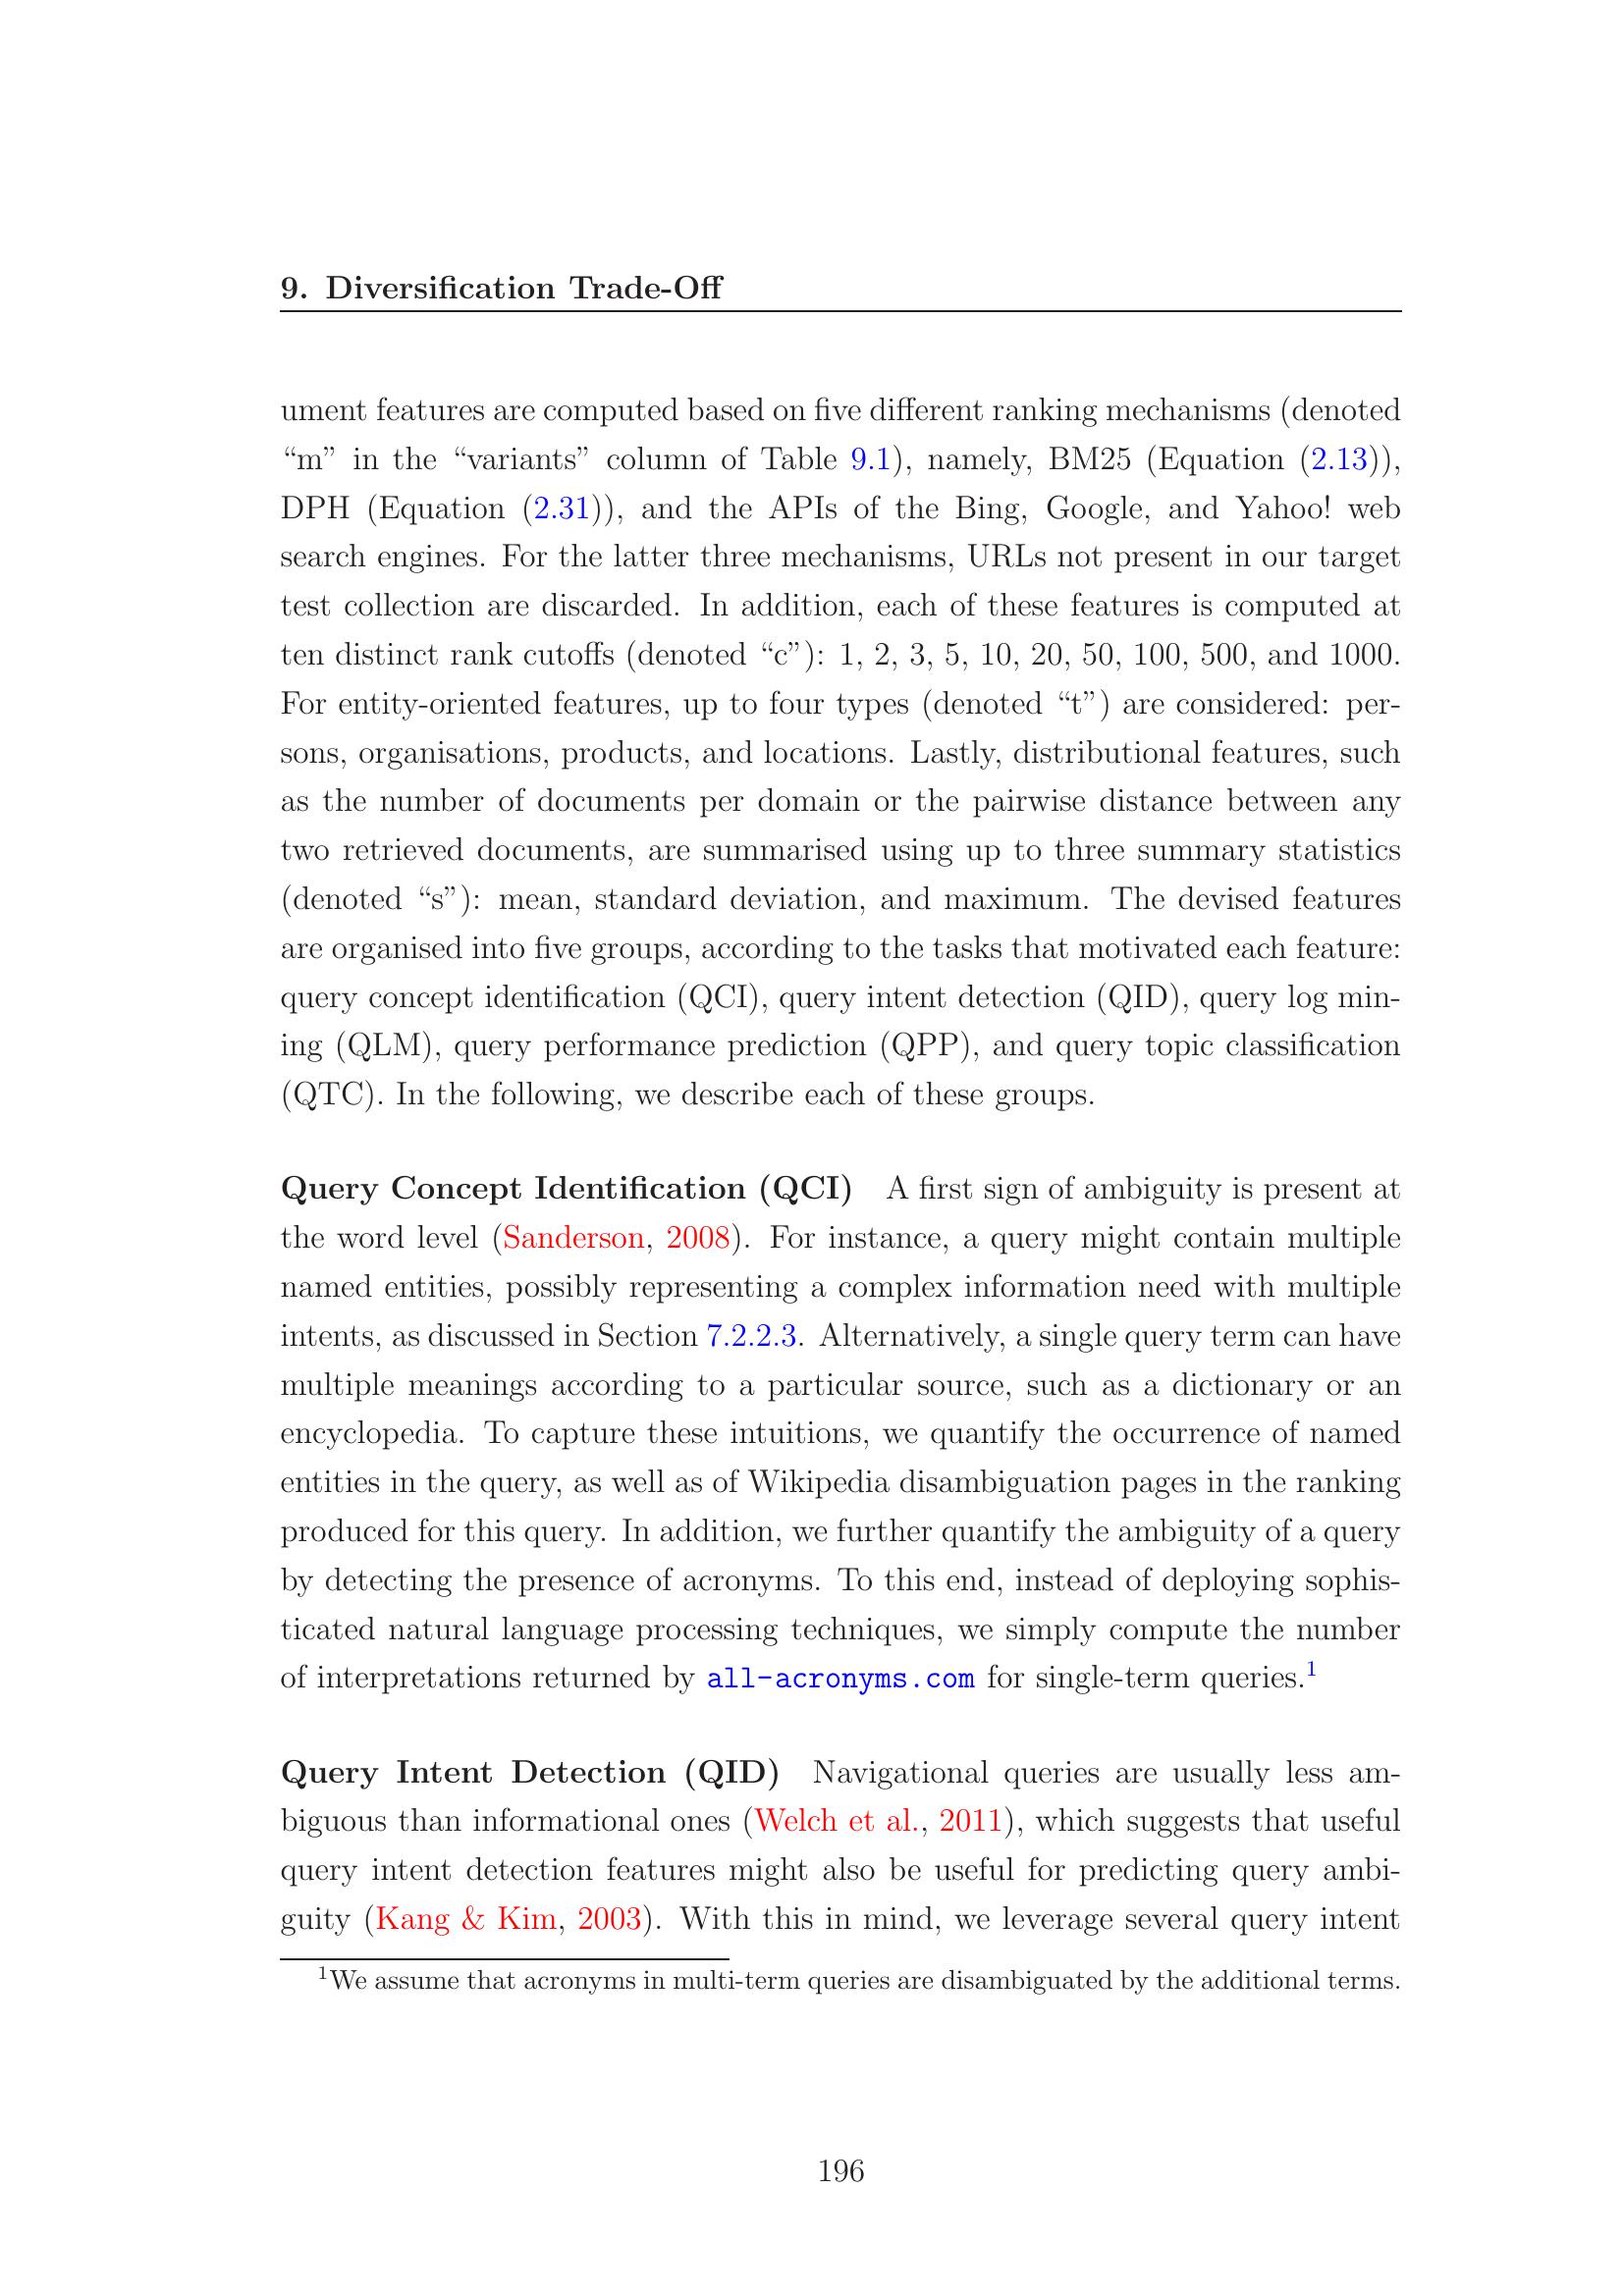 9. Diversification Trade-Off
ument features are computed based on five different ranking mechanisms (denoted
“m” in the “variants” column of Table 9.1), namely, BM25 (Equation (2.13)),
DPH (Equation (2.31)), and the APIs of the Bing, Google, and Yahoo! web
search engines. For the latter three mechanisms, URLs not present in our target
test collection are discarded. In addition, each of these features is computed at
ten distinct rank cutoffs (denoted “c”): 1, 2, 3, 5, 10, 20, 50, 100, 500, and 1000.
For entity-oriented features, up to four types (denoted “t”) are considered: per-
sons, organisations, products, and locations. Lastly, distributional features, such
as the number of documents per domain or the pairwise distance between any
two retrieved documents, are summarised using up to three summary statistics
(denoted “s”): mean, standard deviation, and maximum. The devised features
are organised into five groups, according to the tasks that motivated each feature:
query concept identification (QCI), query intent detection (QID), query log min-
ing (QLM), query performance prediction (QPP), and query topic classification
(QTC). In the following, we describe each of these groups.
Query Concept Identification (QCI) A first sign of ambiguity is present at
the word level (Sanderson, 2008). For instance, a query might contain multiple
named entities, possibly representing a complex information need with multiple
intents, as discussed in Section 7.2.2.3. Alternatively, a single query term can have
multiple meanings according to a particular source, such as a dictionary or an
encyclopedia. To capture these intuitions, we quantify the occurrence of named
entities in the query, as well as of Wikipedia disambiguation pages in the ranking
produced for this query. In addition, we further quantify the ambiguity of a query
by detecting the presence of acronyms. To this end, instead of deploying sophis-
ticated natural language processing techniques, we simply compute the number
of interpretations returned by all-acronyms.com for single-term queries.1
Query Intent Detection (QID) Navigational queries are usually less am-
biguous than informational ones (Welch et al., 2011), which suggests that useful
query intent detection features might also be useful for predicting query ambi-
guity (Kang & Kim, 2003). With this in mind, we leverage several query intent
1We assume that acronyms in multi-term queries are disambiguated by the additional terms.
196